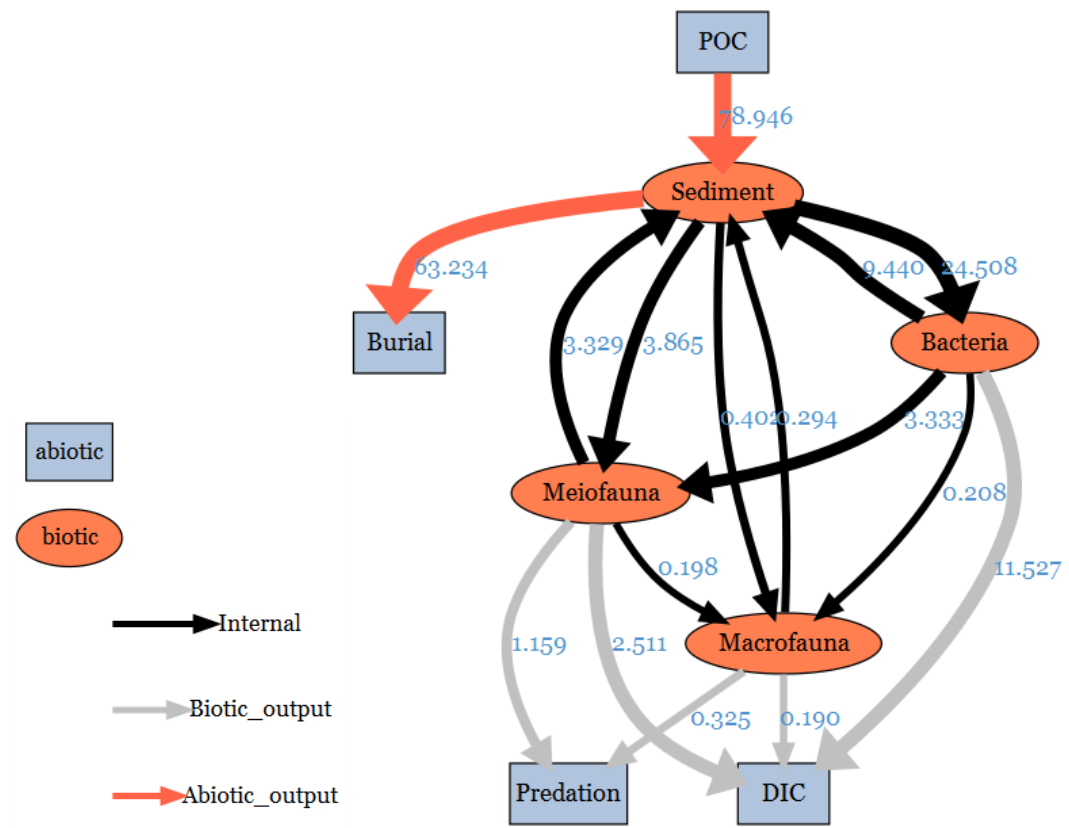 POC
78.946
Sediment
63.234
9.440
24.508
Burial
3.329
3.865
Bacteria
0.402
0.294
3.333
abiotic
Meiofauna
0.208
biotic
0.198
11.527
Internal
1.159
2.511
Macrofauna
Biotic_output
0.325
0.190
Abiotic_output
Predation
DIC